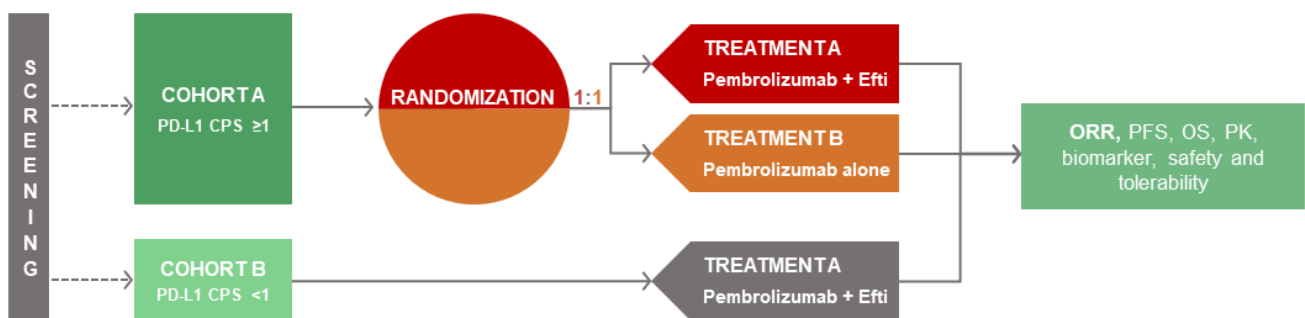 SCREENING
COHORT A
PD-L1 CPS ≥1
RANDOMIZATION
1:1
TREATMENT A
Pembrolizumab + Efti
TREATMENT B
Pembrolizumab alone
COHORT B
PD-L1 CPS <1
TREATMENT A
Pembrolizumab + Efti
ORR, PFS, OS, PK,
biomarker, safety and
tolerability